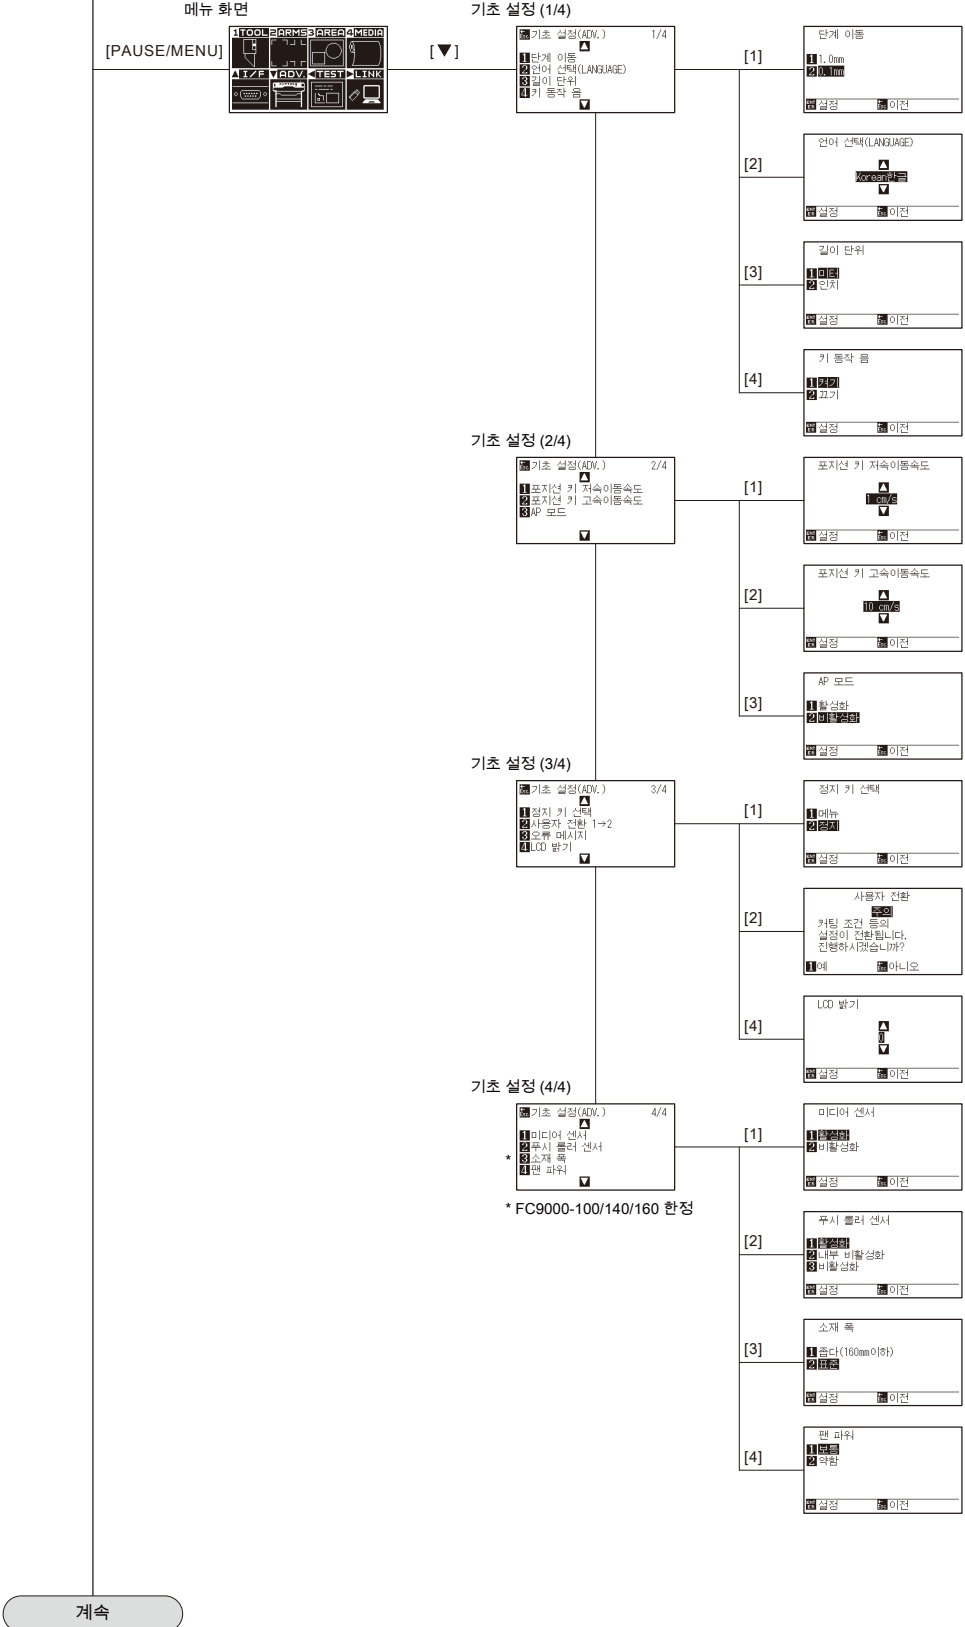 메뉴 화면
기초 설정 (1/4)
[PAUSE/MENU]
1TOOL 2ARMS 3AREA 4MEDIA
▲I/F ▼ADV. ◀TEST ▶LINK
[▼]
기초 설정(ADV.) 1/4
▲
1단계 이동
2언어 선택(LANGUAGE)
3길이 단위
4키 동작 음
▼
[1]
단계 이동
1 1.0mm
2 0.1mm
설정 이전
[2]
언어 선택(LANGUAGE)
▲
Korean한글
▼
설정 이전
[3]
길이 단위
1미터
2인치
설정 이전
[4]
키 동작 음
1켜기
2끄기
설정 이전
기초 설정 (2/4)
기초 설정(ADV.) 2/4
▲
1포지션 키 저속이동속도
2포지션 키 고속이동속도
3AP 모드
▼
[1]
포지션 키 저속이동속도
▲
1 cm/s
▼
설정 이전
[2]
포지션 키 고속이동속도
▲
10 cm/s
▼
설정 이전
[3]
AP 모드
1활성화
2비활성화
설정 이전
기초 설정 (3/4)
기초 설정(ADV.) 3/4
▲
1정지 키 선택
2사용자 전환 1→2
3오류 메시지
4LCD 밝기
▼
[1]
정지 키 선택
1메뉴
2정지
설정 이전
[2]
사용자 전환
주의
커팅 조건 등의
설정이 전환됩니다.
진행하시겠습니까?
1예 아니오
[4]
LCD 밝기
▲
0
▼
설정 이전
기초 설정 (4/4)
기초 설정(ADV.) 4/4
▲
1미디어 센서
2푸시 롤러 센서
* 3소재 폭
4팬 파워
▼
* FC9000-100/140/160 한정
[1]
미디어 센서
1활성화
2비활성화
설정 이전
[2]
푸시 롤러 센서
1활성화
2내부 비활성화
3비활성화
설정 이전
[3]
소재 폭
1좁다(160mm이하)
2표준
설정 이전
[4]
팬 파워
1보통
2약함
설정 이전
계속